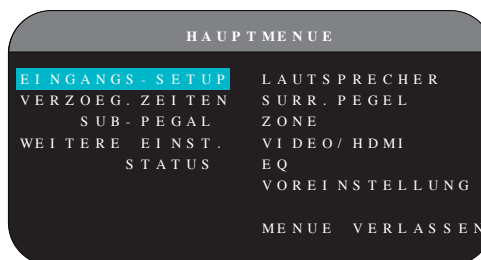 HAUPTMENUE
EINGANGS-SETUP LAUTSPRECHER
VERZOEG.ZEITEN SURR.PEGEL
SUB-PEGAL ZONE
WEITERE EINST. VIDEO/HDMI
STATUS EQ
VOREINSTELLUNG
MENUE VERLASSEN